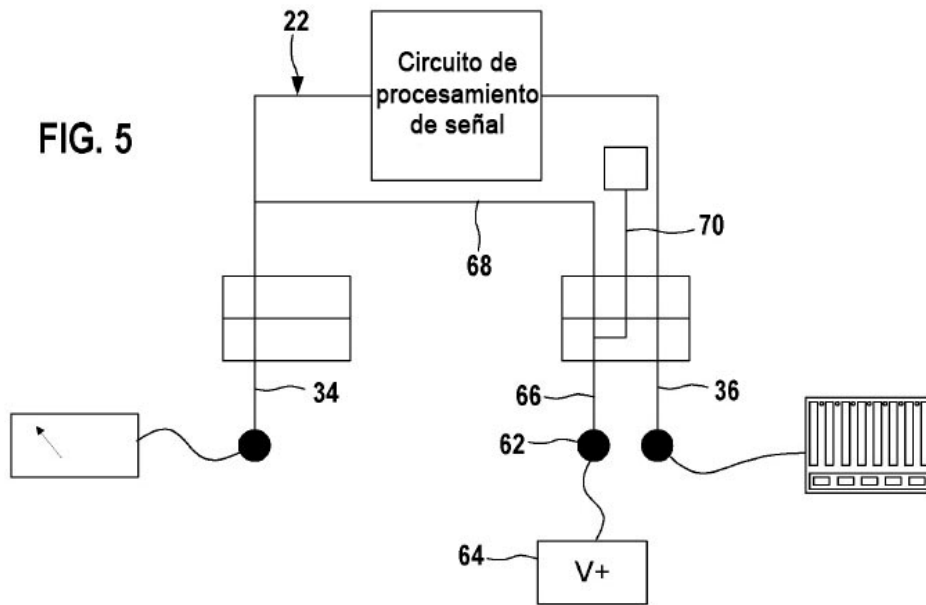 22
Circuito de
procesamiento
de señal
FIG. 5
70
68
34
66
36
62
64
V+